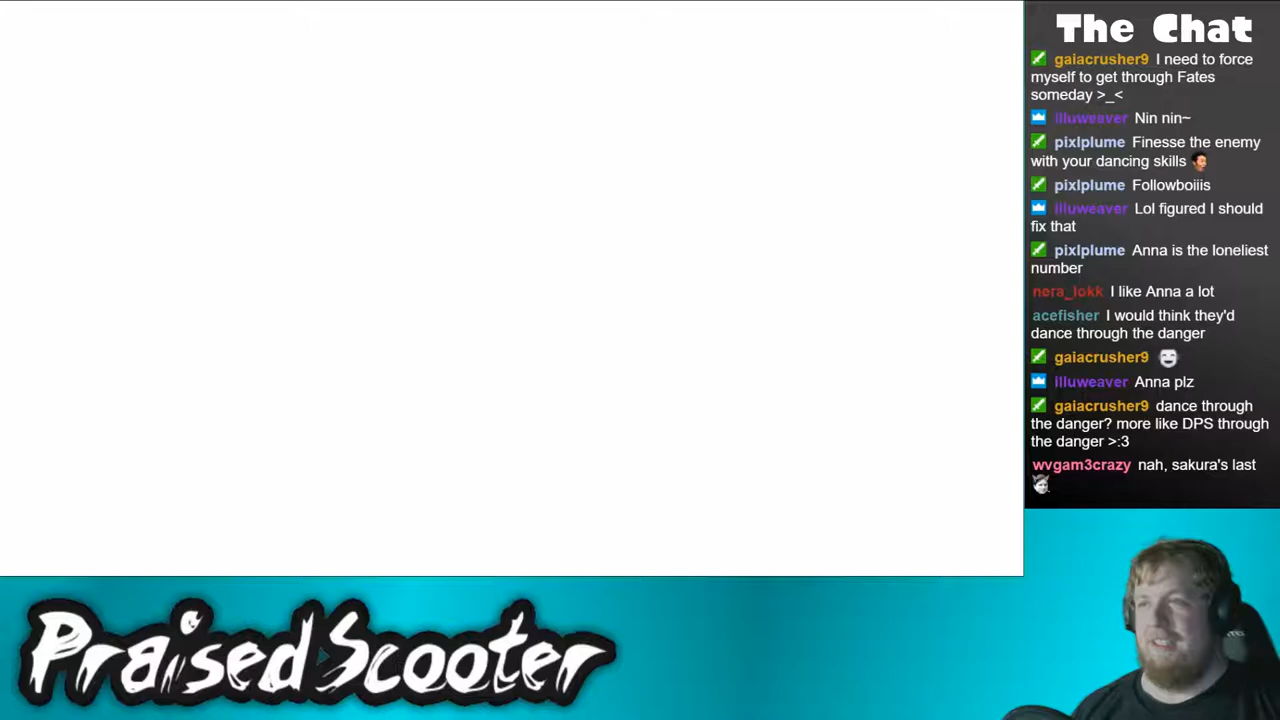 The Chat
gaiacrusher9 I need to force
myself to get through Fates
someday >_<
illuweaver Nin nin~
pixlplume Finesse the enemy
with your dancing skills
pixlplume Followboiiis
illuweaver Lol figured I should
fix that
pixlplume Anna is the loneliest
number
nera_lokk I like Anna a lot
acefisher I would think they'd
dance through the danger
gaiacrusher9
illuweaver Anna plz
gaiacrusher9 dance through
the danger? more like DPS through
the danger >:3
wvgam3crazy nah, sakura's last
PraisedScooter